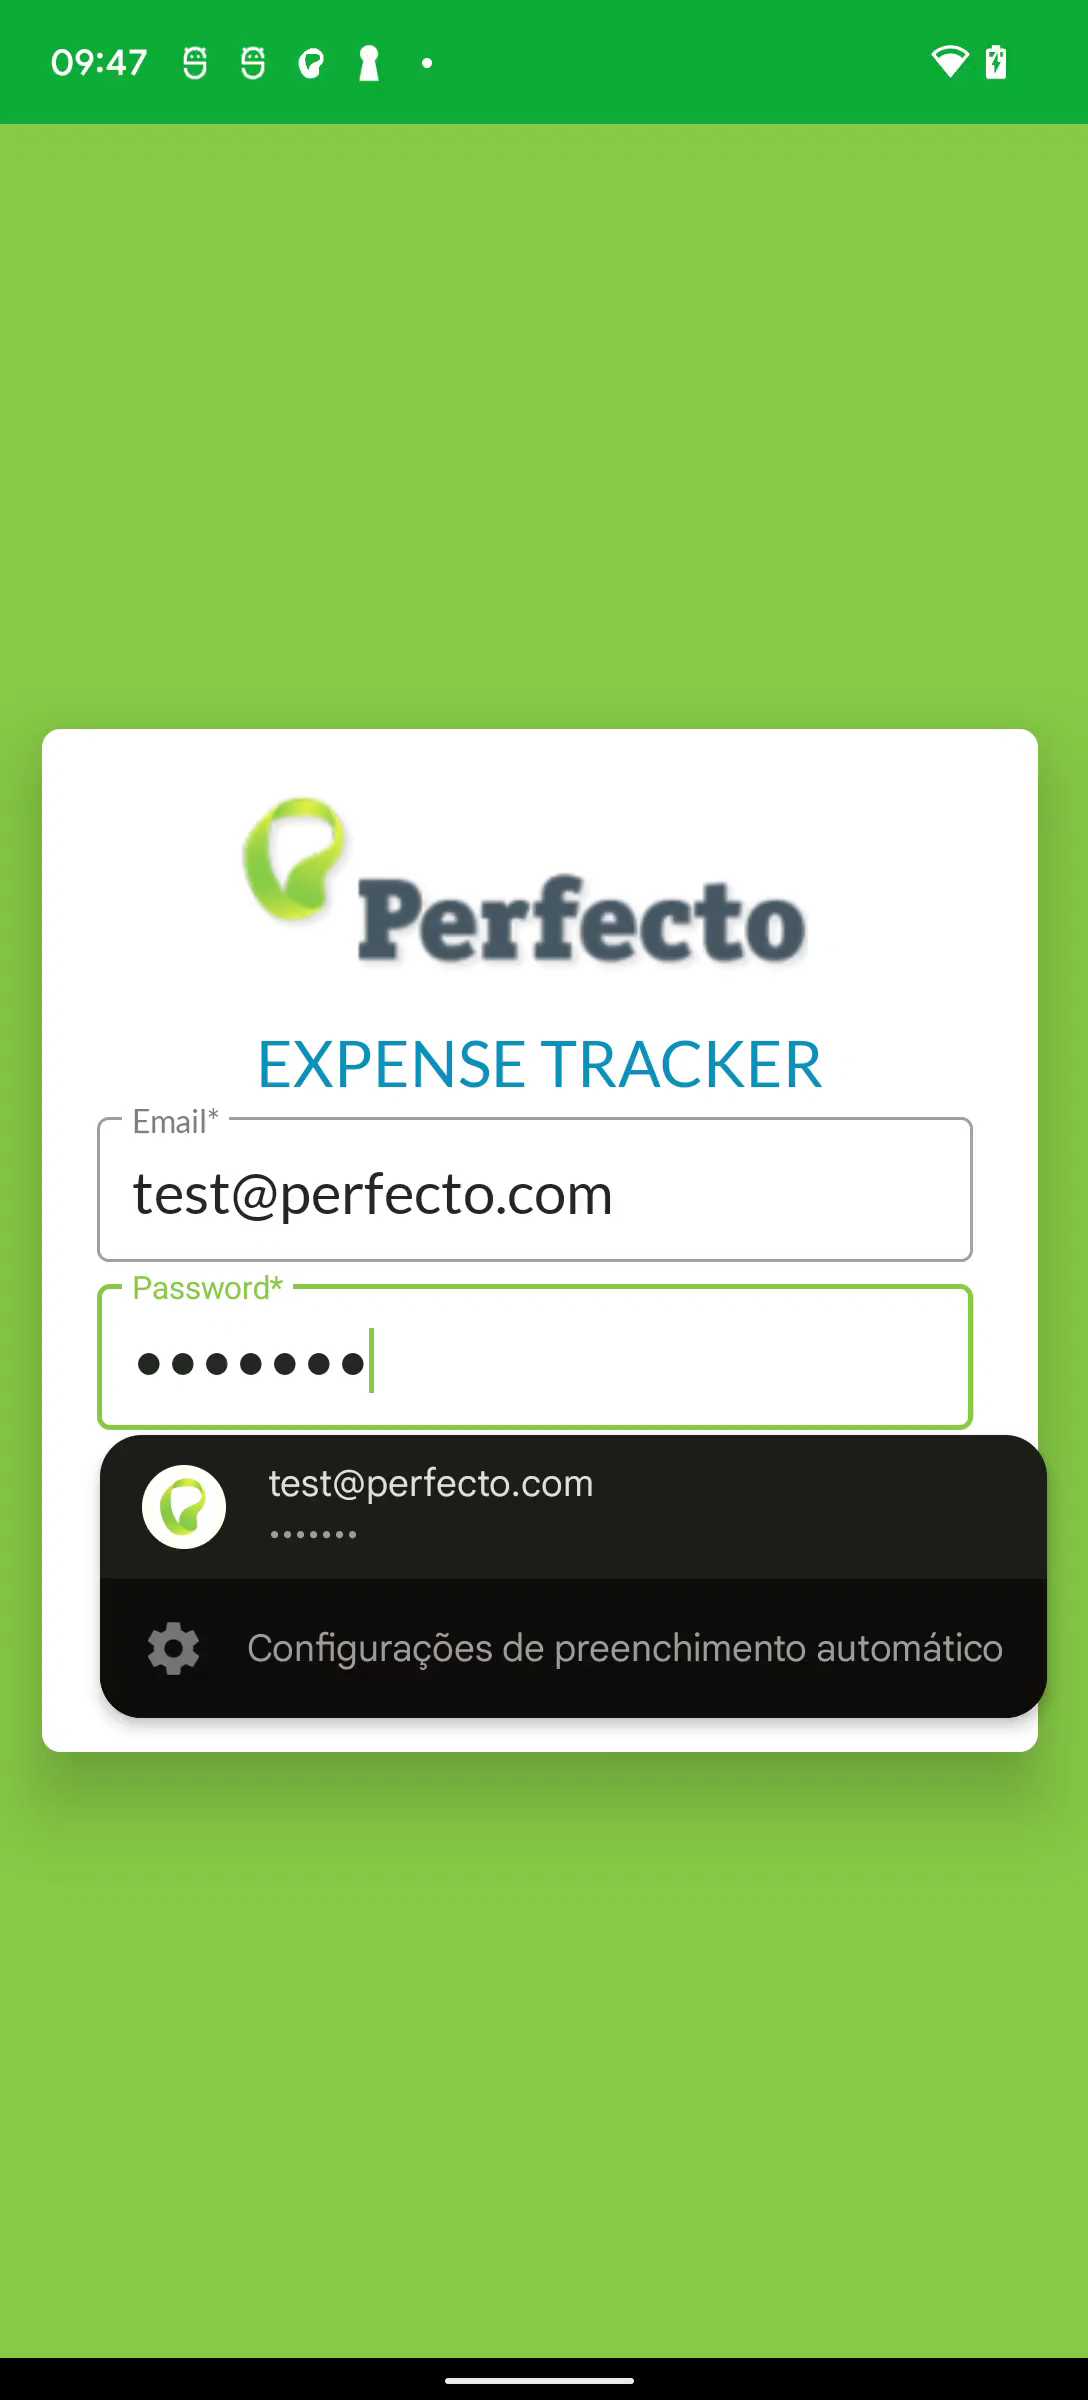 09:47
Perfecto
EXPENSE TRACKER
Email*
test@perfecto.com
Password*
•••••••
test@perfecto.com
•••••••
Configurações de preenchimento automático